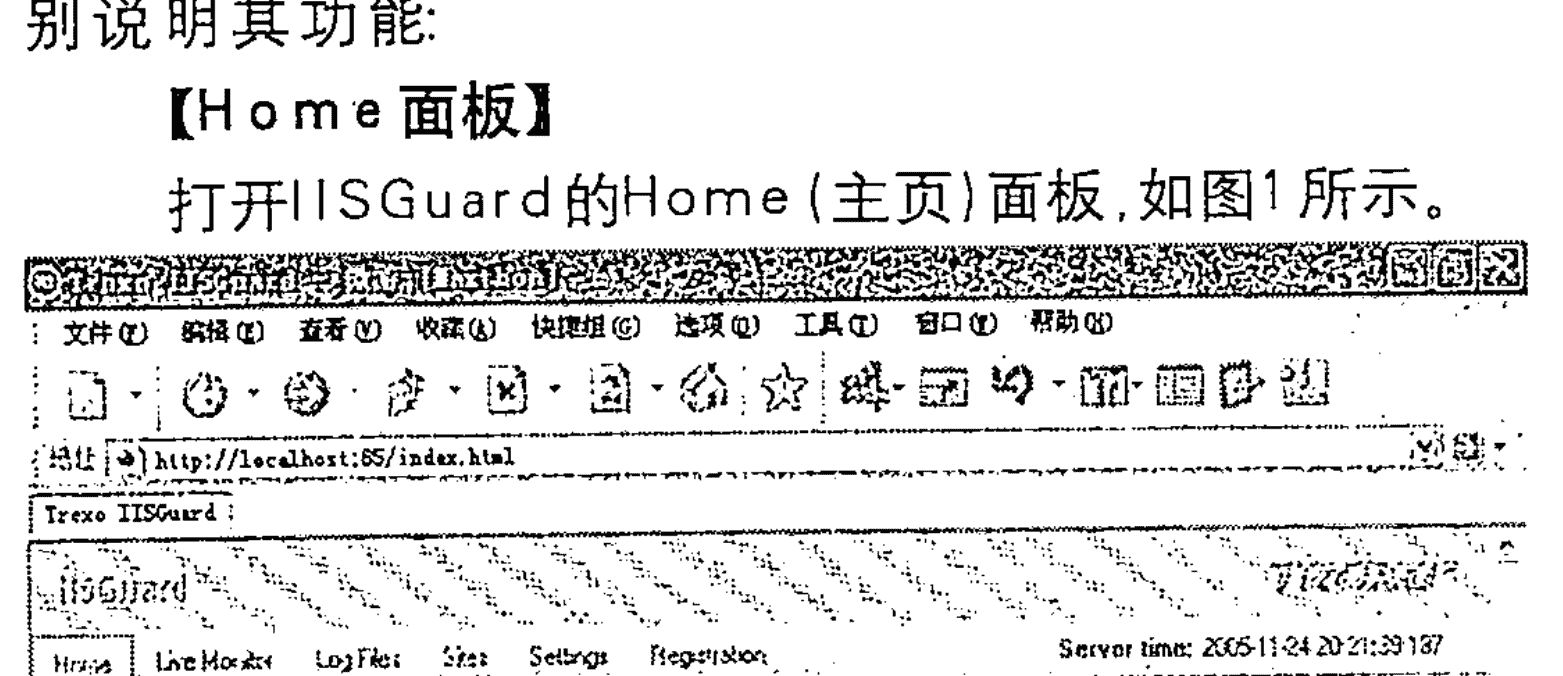 别说明其功能:
【Home面板】
打开IISGuard的Home(主页)面板,如图1所示。
文件(F) 编辑(E) 查看(V) 收藏(A) 快捷组(G) 选项(O) 工具(T) 窗口(W) 帮助(H)
地址 http://localhost:85/index.html
Trexo IISGuard
IISGuard
Home Live Monitor Log Files Sites Settings Registration Server time: 2005-11-24 20:21:39:187